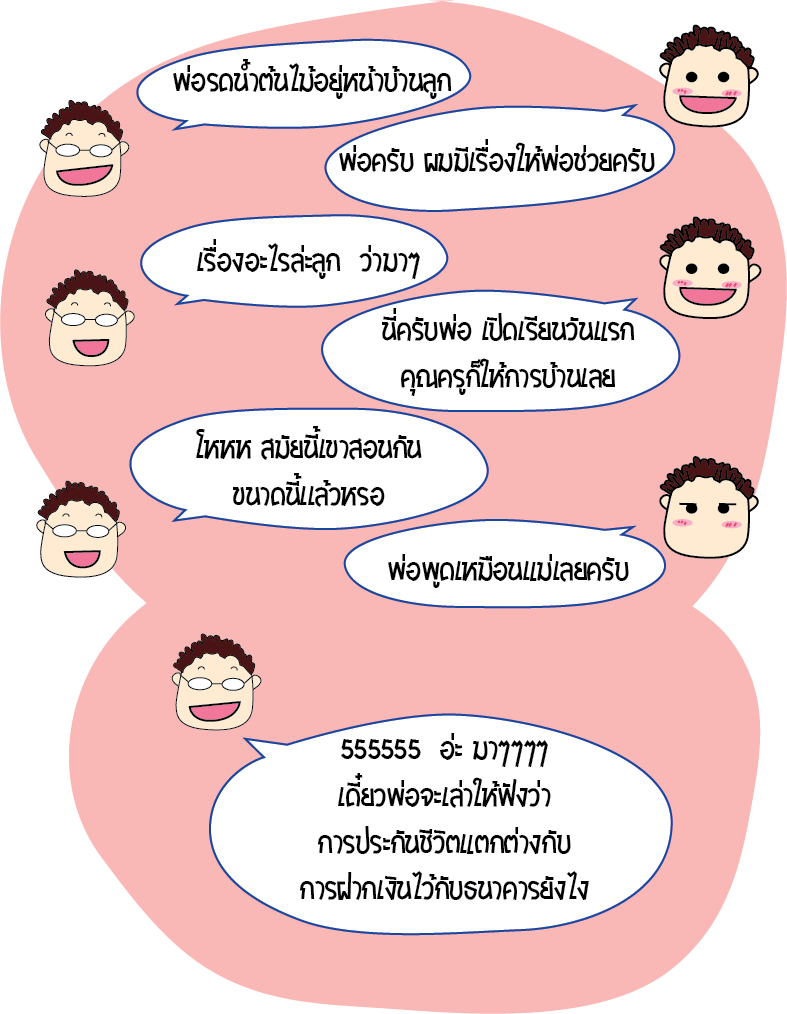 พ่อรดน้ำต้นไม้อยู่หน้าบ้านลูก
พ่อครับ ผมมีเรื่องให้พ่อช่วยครับ
เรื่องอะไรล่ะลูก ว่ามาๆ
นี่ครับพ่อ เปิดเรียนวันแรก
คุณครูก็ให้การบ้านเลย
โหหห สมัยนี้เขาสอนกัน
ขนาดนี้แล้วหรอ
พ่อพูดเหมือนแม่เลยครับ
555555 อ่ะ มาๆๆๆๆ
เดี๋ยวพ่อจะเล่าให้ฟังว่า
การประกันชีวิตแตกต่างกับ
การฝากเงินไว้กับธนาคารยังไง